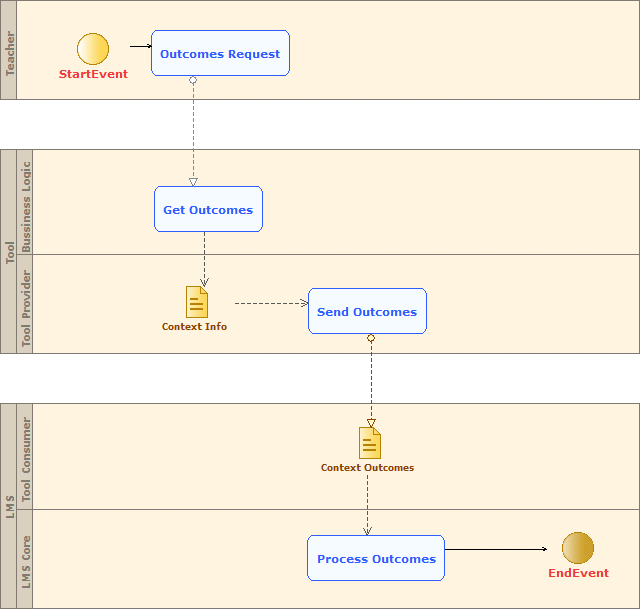 Teacher
StartEvent
Outcomes Request
Tool
Bussiness Logic
Get Outcomes
Tool Provider
Context Info
Send Outcomes
LMS
Tool Consumer
Context Outcomes
LMS Core
Process Outcomes
EndEvent